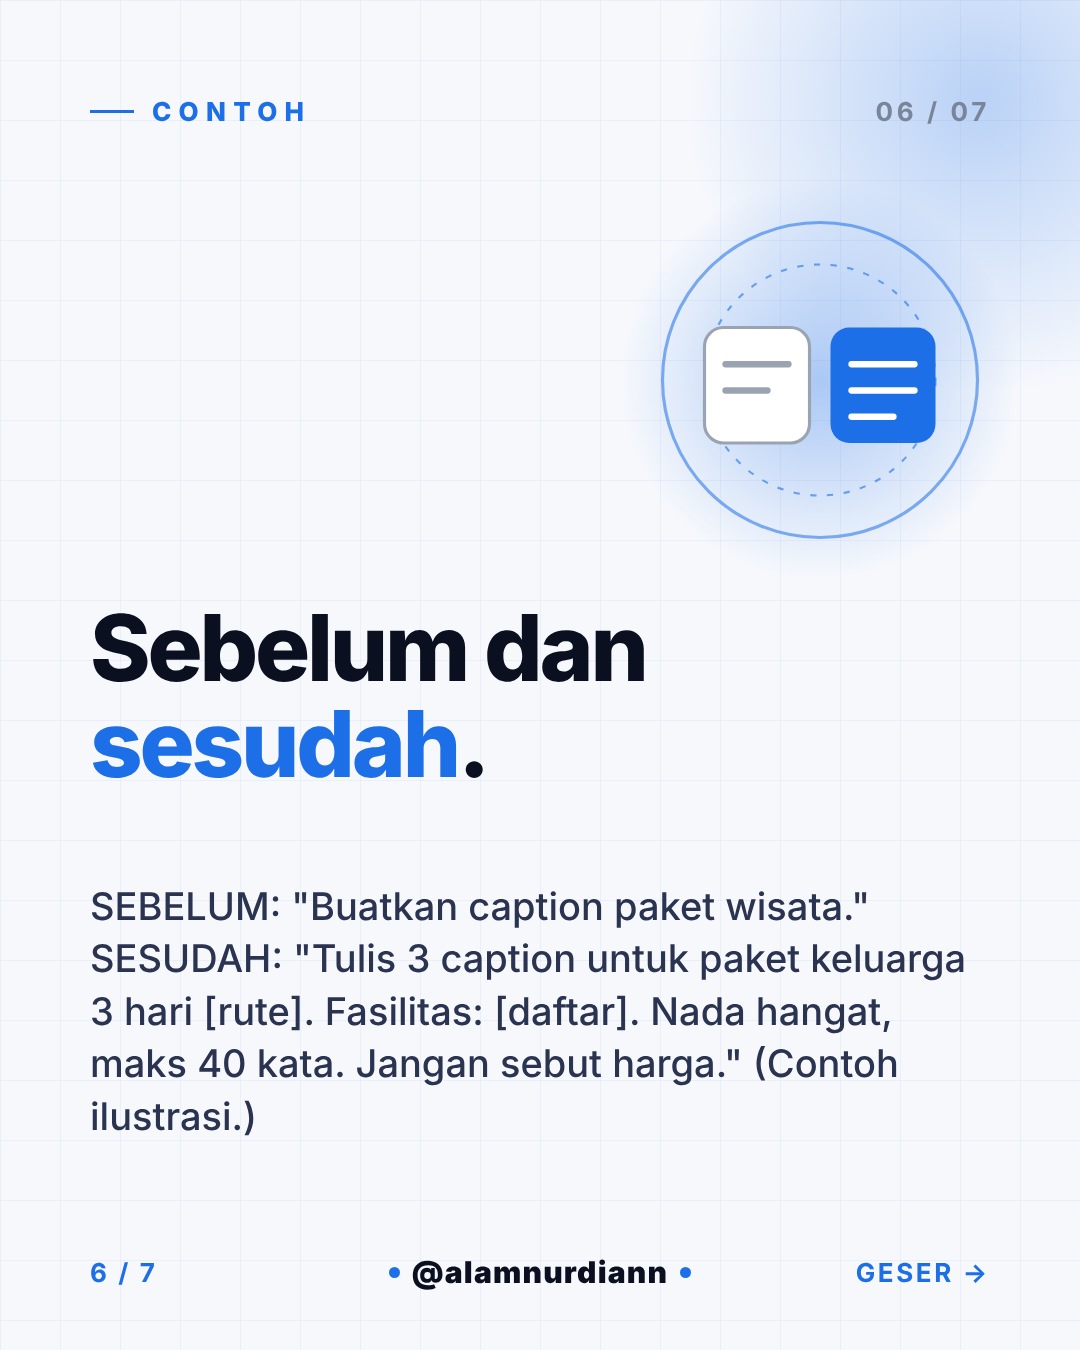 CONTOH
06 / 07
Sebelum dan
sesudah.
SEBELUM: "Buatkan caption paket wisata."
SESUDAH: "Tulis 3 caption untuk paket keluarga
3 hari [rute]. Fasilitas: [daftar]. Nada hangat,
maks 40 kata. Jangan sebut harga." (Contoh
ilustrasi.)
6 / 7
@alamnurdiann
GESER →